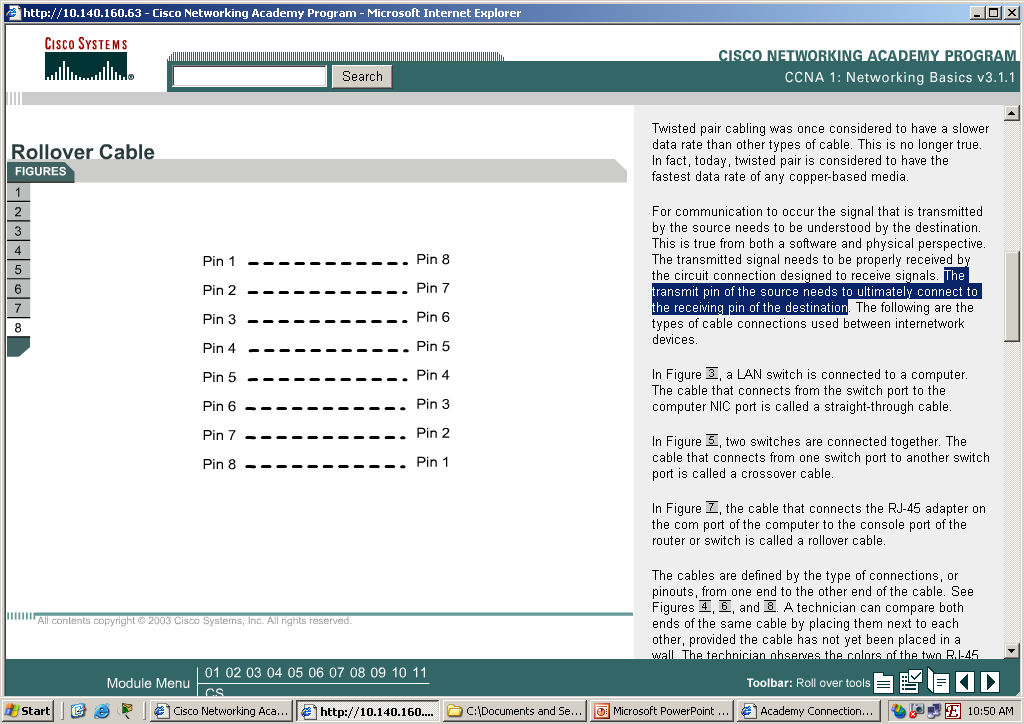 http://10.140.160.63 - Cisco Networking Academy Program - Microsoft Internet Explorer
CISCO SYSTEMS
®
Search
CISCO NETWORKING ACADEMY PROGRAM
CCNA 1: Networking Basics v3.1.1
Rollover Cable
FIGURES
1
2
3
4
5
6
7
8
Pin 1 Pin 8
Pin 2 Pin 7
Pin 3 Pin 6
Pin 4 Pin 5
Pin 5 Pin 4
Pin 6 Pin 3
Pin 7 Pin 2
Pin 8 Pin 1
Twisted pair cabling was once considered to have a slower
data rate than other types of cable. This is no longer true.
In fact, today, twisted pair is considered to have the
fastest data rate of any copper-based media.
For communication to occur the signal that is transmitted
by the source needs to be understood by the destination.
This is true from both a software and physical perspective.
The transmitted signal needs to be properly received by
the circuit connection designed to receive signals. The
transmit pin of the source needs to ultimately connect to
the receiving pin of the destination. The following are the
types of cable connections used between internetwork
devices.
In Figure 3, a LAN switch is connected to a computer.
The cable that connects from the switch port to the
computer NIC port is called a straight-through cable.
In Figure 5, two switches are connected together. The
cable that connects from one switch port to another switch
port is called a crossover cable.
In Figure 7, the cable that connects the RJ-45 adapter on
the com port of the computer to the console port of the
router or switch is called a rollover cable.
The cables are defined by the type of connections, or
pinouts, from one end to the other end of the cable. See
Figures 4, 6, and 8. A technician can compare both
ends of the same cable by placing them next to each
other, provided the cable has not yet been placed in a
wall. The technician observes the colors of the two RJ-45
All contents copyright © 2003 Cisco Systems, Inc. All rights reserved.
Module Menu
01 02 03 04 05 06 07 08 09 10 11
CS
Toolbar: Roll over tools
Start
Cisco Networking Aca...
http://10.140.160....
C:\Documents and Se...
Microsoft PowerPoint ...
Academy Connection...
10:50 AM